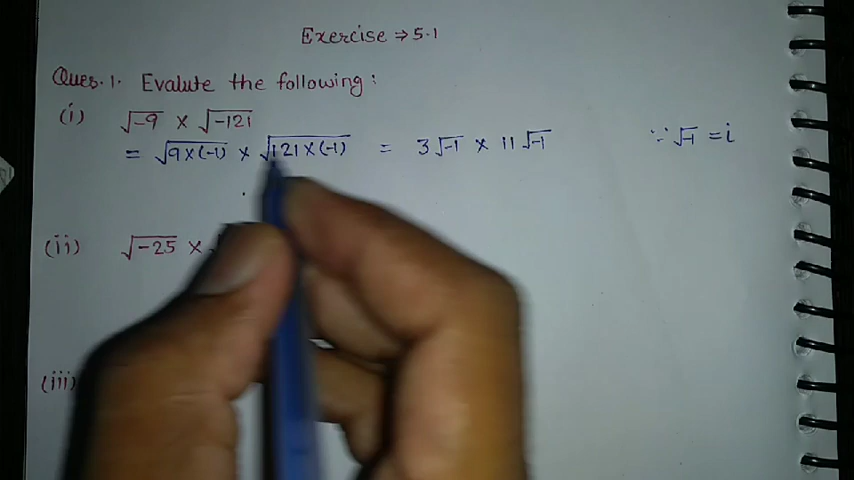 Exercise ⇒ 5.1
Ques. 1. Evalute the following:
(i) √-9 × √-121
= √9×(-1) × √121×(-1) = 3√-1 × 11√-1 ∵ √-1 = i
(ii) √-25 ×
(iii)